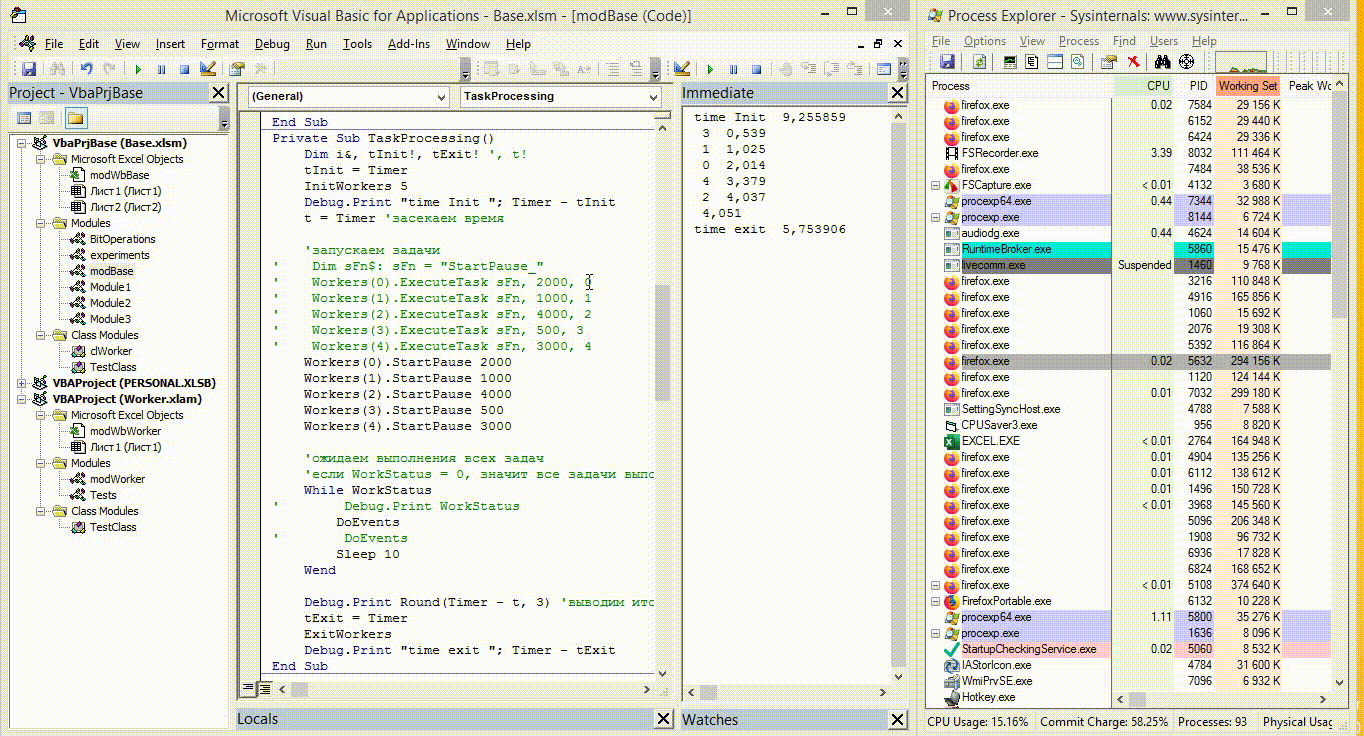 Microsoft Visual Basic for Applications - Base.xlsm - [modBase (Code)]
File Edit View Insert Format Debug Run Tools Add-Ins Window Help
Project - VbaPrjBase
VbaPrjBase (Base.xlsm)
Microsoft Excel Objects
modWbBase
Лист1 (Лист1)
Лист2 (Лист2)
Modules
BitOperations
experiments
modBase
Module1
Module2
Module3
Class Modules
clWorker
TestClass
VBAProject (PERSONAL.XLSB)
VBAProject (Worker.xlam)
Microsoft Excel Objects
modWbWorker
Лист1 (Лист1)
Modules
modWorker
Tests
Class Modules
TestClass
(General) TaskProcessing
End Sub
Private Sub TaskProcessing()
Dim i&, tInit!, tExit! ', t!
tInit = Timer
InitWorkers 5
Debug.Print "time Init "; Timer - tInit
t = Timer 'засекаем время
'запускаем задачи
' Dim sFn$: sFn = "StartPause_"
' Workers(0).ExecuteTask sFn, 2000, 0
' Workers(1).ExecuteTask sFn, 1000, 1
' Workers(2).ExecuteTask sFn, 4000, 2
' Workers(3).ExecuteTask sFn, 500, 3
' Workers(4).ExecuteTask sFn, 3000, 4
Workers(0).StartPause 2000
Workers(1).StartPause 1000
Workers(2).StartPause 4000
Workers(3).StartPause 500
Workers(4).StartPause 3000
'ожидаем выполнения всех задач
'если WorkStatus = 0, значит все задачи выпо
While WorkStatus
' Debug.Print WorkStatus
DoEvents
' DoEvents
Sleep 10
Wend
Debug.Print Round(Timer - t, 3) 'выводим ито
tExit = Timer
ExitWorkers
Debug.Print "time exit "; Timer - tExit
End Sub
Locals
Immediate
time Init 9,255859
3 0,539
1 1,025
0 2,014
4 3,379
2 4,037
4,051
time exit 5,753906
Watches
Process Explorer - Sysinternals: www.sysinter...
File Options View Process Find Users Help
Process CPU PID Working Set Peak Wo
firefox.exe 0.02 7584 29 156 K
firefox.exe 6152 29 440 K
firefox.exe 6424 29 336 K
FSRecorder.exe 3.39 8032 111 464 K
firefox.exe 7484 38 536 K
FSCapture.exe < 0.01 4132 3 680 K
procexp64.exe 0.44 7344 32 988 K
procexp.exe 8144 6 724 K
audiodg.exe 0.44 4624 14 604 K
RuntimeBroker.exe 5860 15 476 K
livecomm.exe Suspended 1460 9 768 K
firefox.exe 3216 110 848 K
firefox.exe 4916 165 856 K
firefox.exe 1060 15 692 K
firefox.exe 2076 19 308 K
firefox.exe 5392 116 864 K
firefox.exe 0.02 5632 294 156 K
firefox.exe 1120 124 144 K
firefox.exe 0.01 7032 299 180 K
SettingSyncHost.exe 4788 7 588 K
CPUSaver3.exe 956 8 820 K
EXCEL.EXE < 0.01 2764 164 948 K
firefox.exe 0.01 4904 135 256 K
firefox.exe 0.01 6112 138 612 K
firefox.exe 0.01 1496 150 728 K
firefox.exe < 0.01 3968 145 560 K
firefox.exe 5096 206 348 K
firefox.exe 1908 96 732 K
firefox.exe 6936 17 828 K
firefox.exe 6824 168 652 K
firefox.exe < 0.01 5108 374 640 K
FirefoxPortable.exe 6132 10 228 K
procexp64.exe 1.11 5800 35 276 K
procexp.exe 1636 8 096 K
StartupCheckingService.exe 0.02 5060 8 532 K
IAStorIcon.exe 4784 31 600 K
WmiPrvSE.exe 7096 6 932 K
Hotkey.exe
CPU Usage: 15.16% Commit Charge: 58.25% Processes: 93 Physical Usag